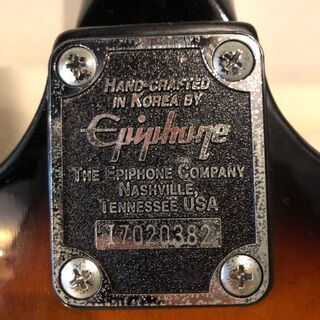 HAND-CRAFTED
IN KOREA BY
Epiphone
THE EPIPHONE COMPANY
NASHVILLE,
TENNESSEE USA
I7020382